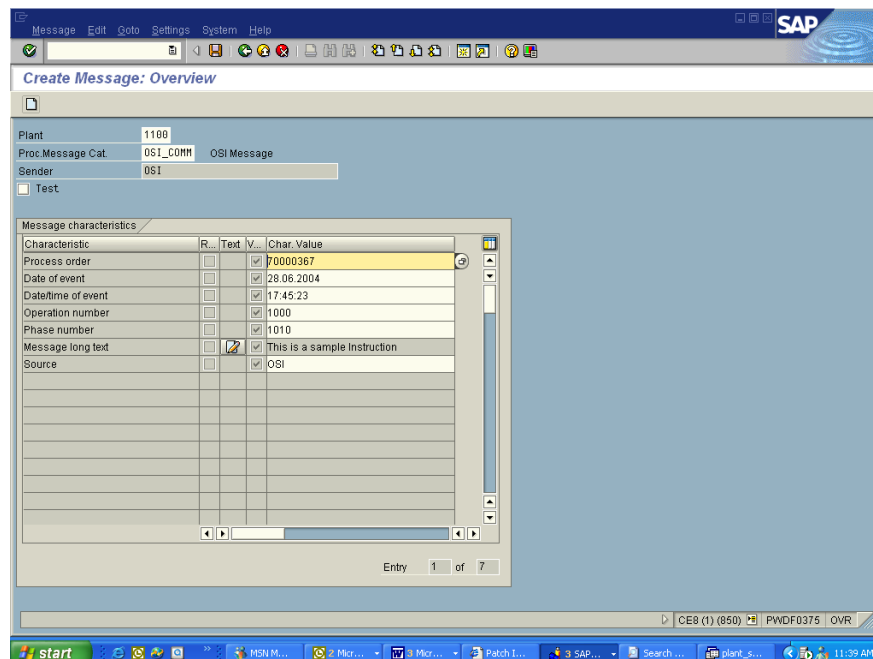 Message Edit Goto Settings System Help
SAP
Create Message: Overview
Plant 1100
Proc.Message Cat. OSI_COMM OSI Message
Sender OSI
Test
Message characteristics
Characteristic R... Text V... Char. Value
Process order 70000367
Date of event 28.06.2004
Date/time of event 17:45:23
Operation number 1000
Phase number 1010
Message long text This is a sample Instruction
Source OSI
Entry 1 of 7
CE8 (1) (850) PWDF0375 OVR
start MSN M... 2 Micr... 3 Micr... Patch I... 3 SAP... Search ... plant_s... 11:39 AM